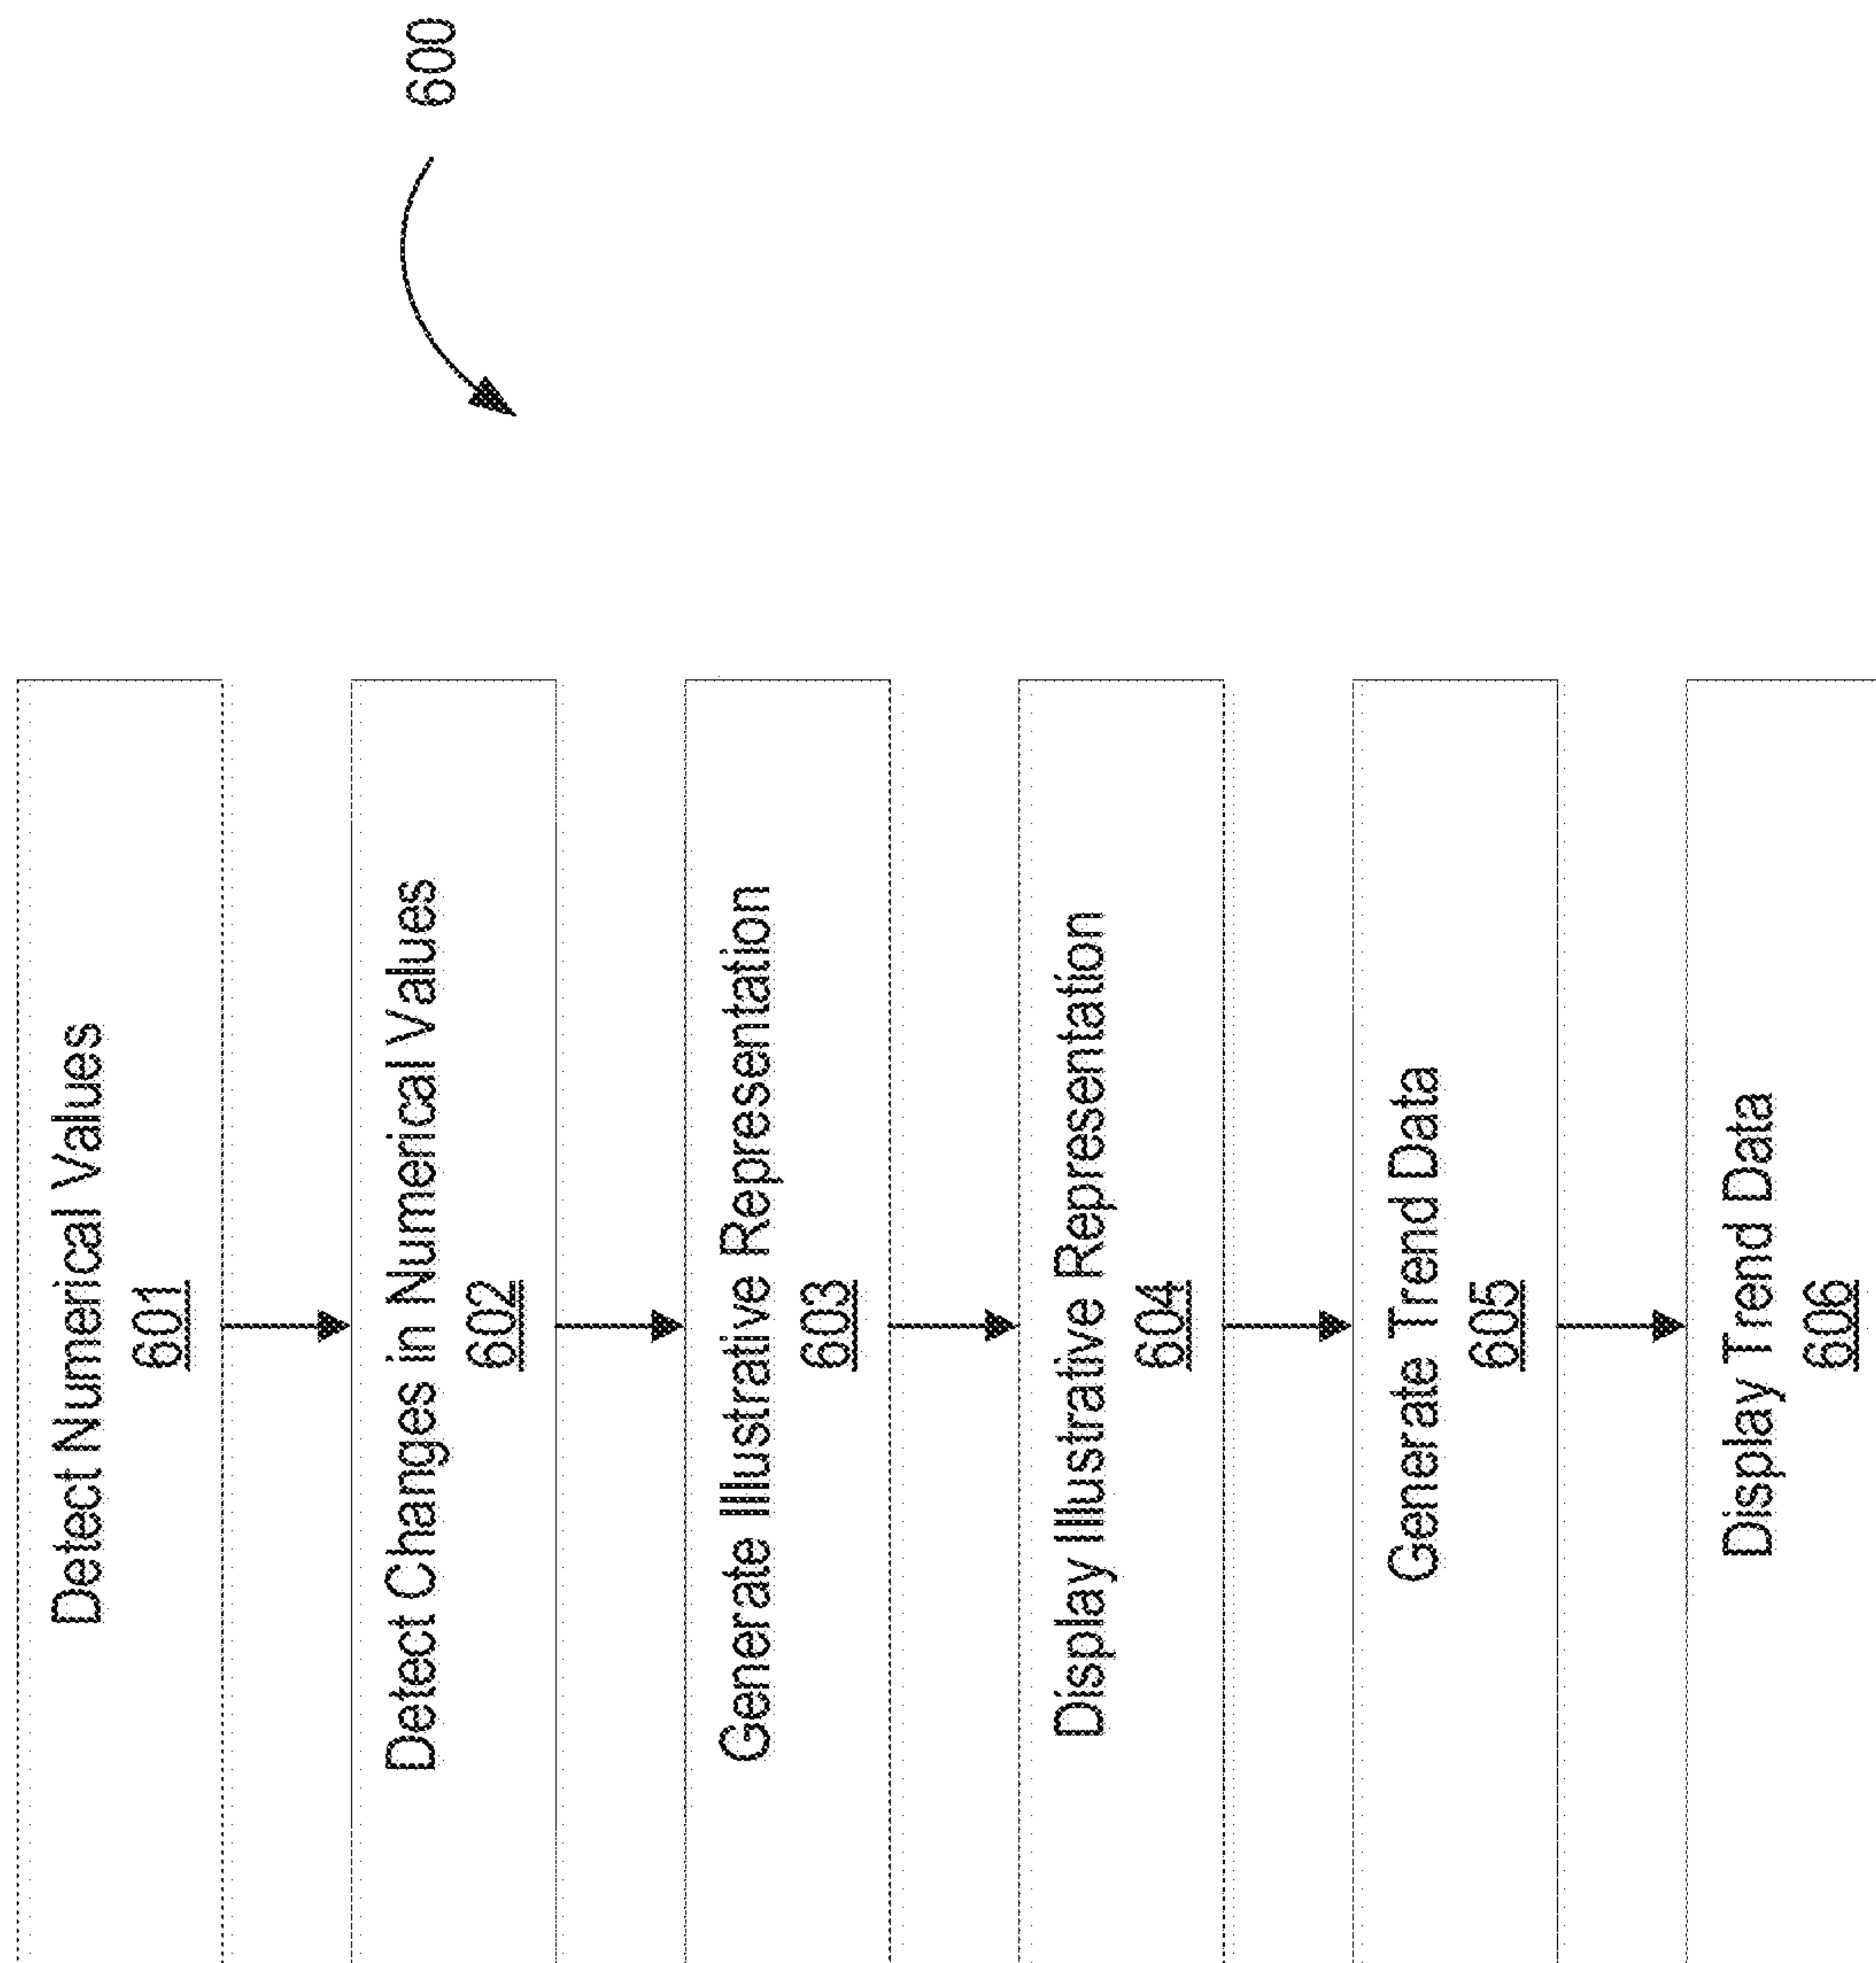 600
Detect Numerical Values
601
Detect Changes in Numerical Values
602
Generate Illustrative Representation
603
Display Illustrative Representation
604
Generate Trend Data
605
Display Trend Data
606